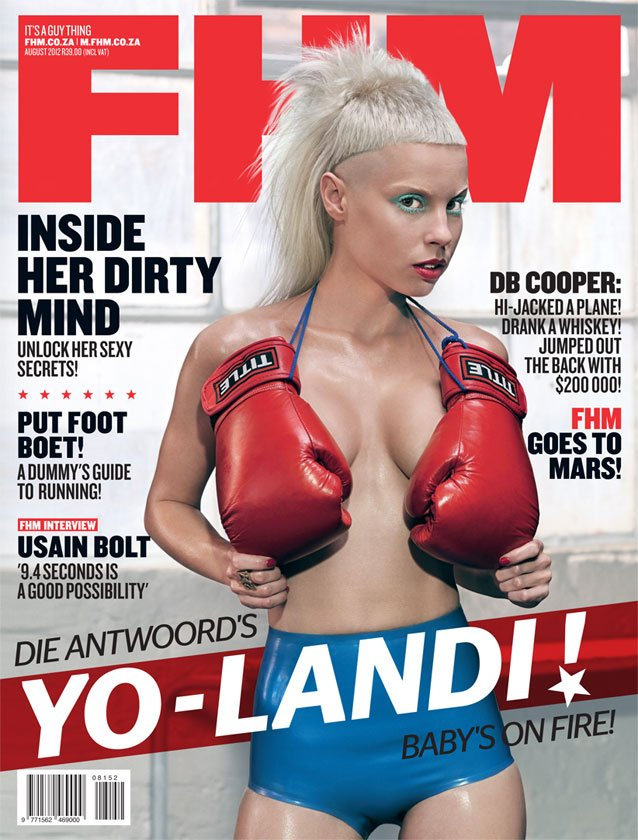 IT'S A GUY THING
FHM.CO.ZA | M.FHM.CO.ZA
AUGUST 2012 R39.00 (INCL VAT)
FHM
INSIDE
HER DIRTY
MIND
UNLOCK HER SEXY
SECRETS!
PUT FOOT
BOET!
A DUMMY'S GUIDE
TO RUNNING!
FHM INTERVIEW
USAIN BOLT
'9.4 SECONDS IS
A GOOD POSSIBILITY'
DB COOPER:
HI-JACKED A PLANE!
DRANK A WHISKEY!
JUMPED OUT
THE BACK WITH
$200 000!
FHM
GOES TO
MARS!
TITLE
TITLE
DIE ANTWOORD'S
YO-LANDI!
BABY'S ON FIRE!
08152
9 771562 469000